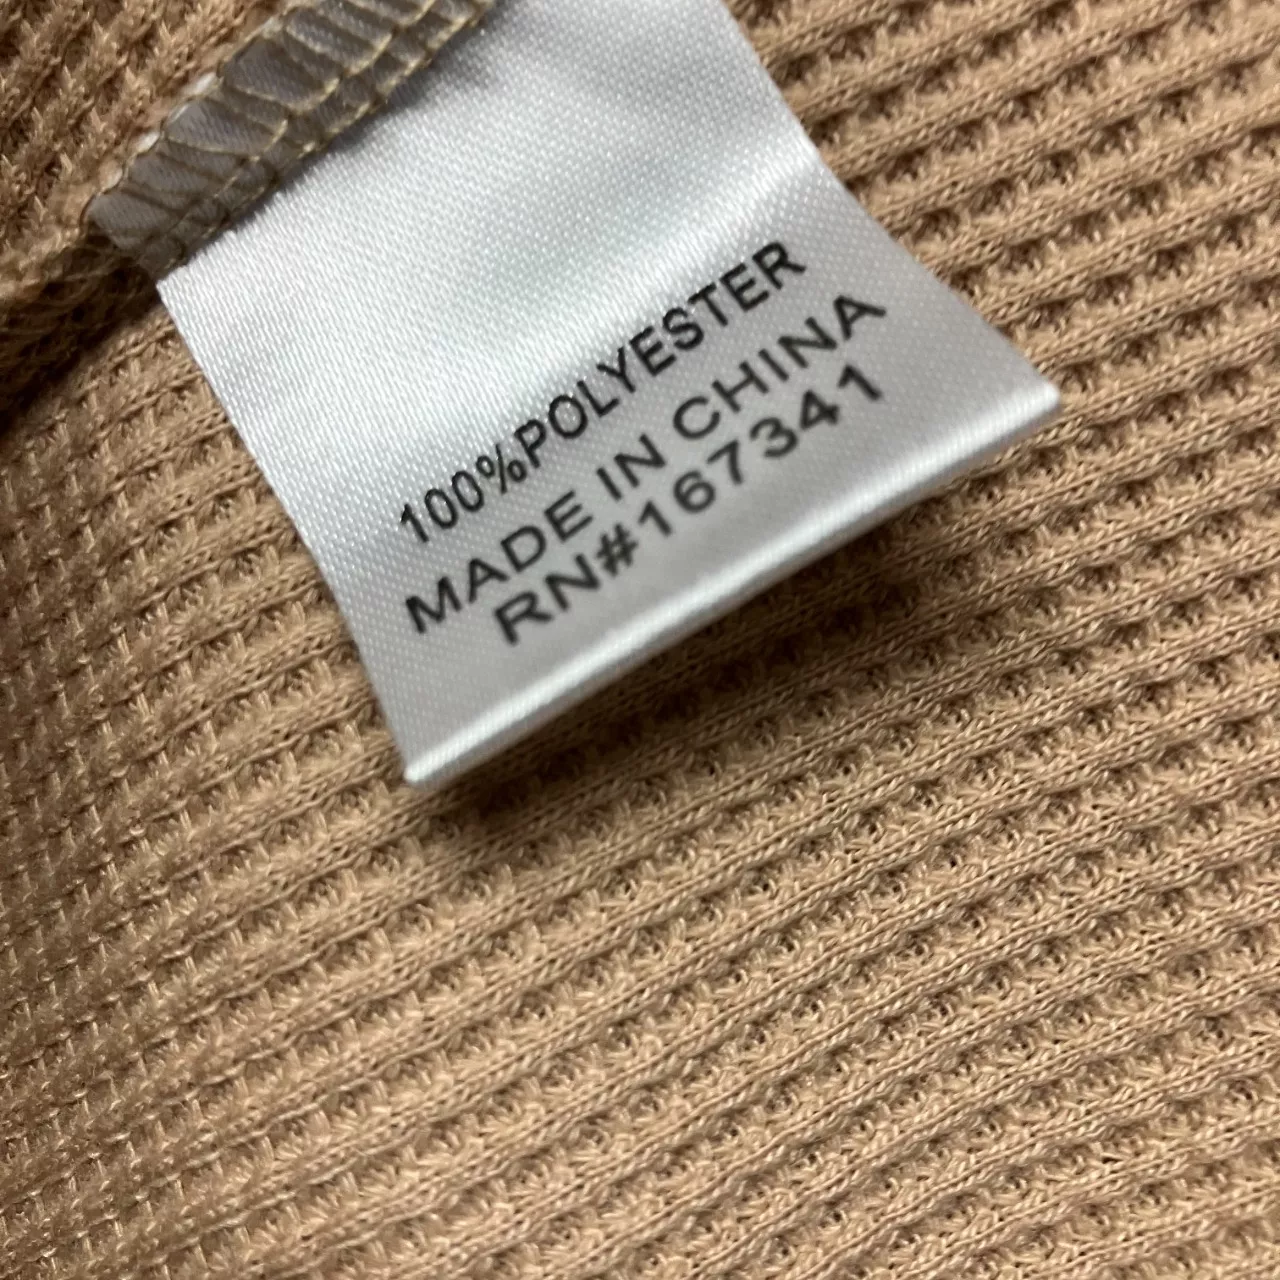 100%POLYESTER
MADE IN CHINA
RN#167341